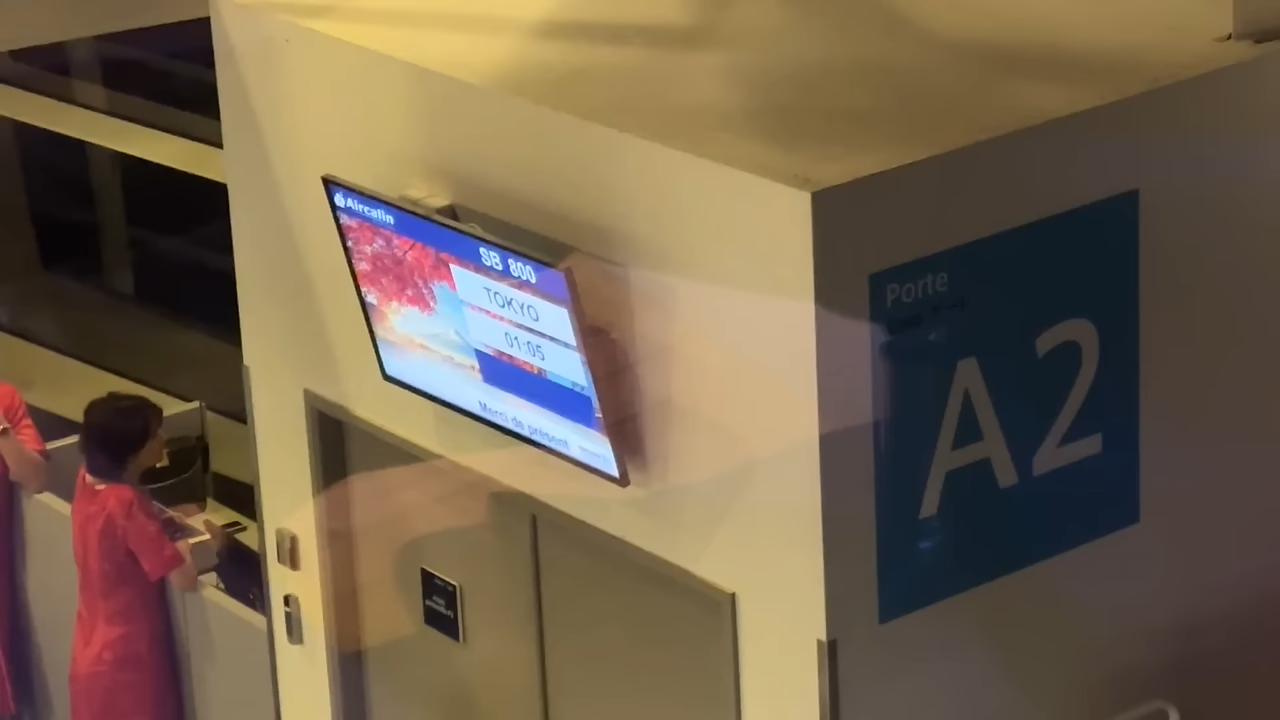 Aircalin
SB 800
TOKYO
01:05
Merci de présent
Porte
A2